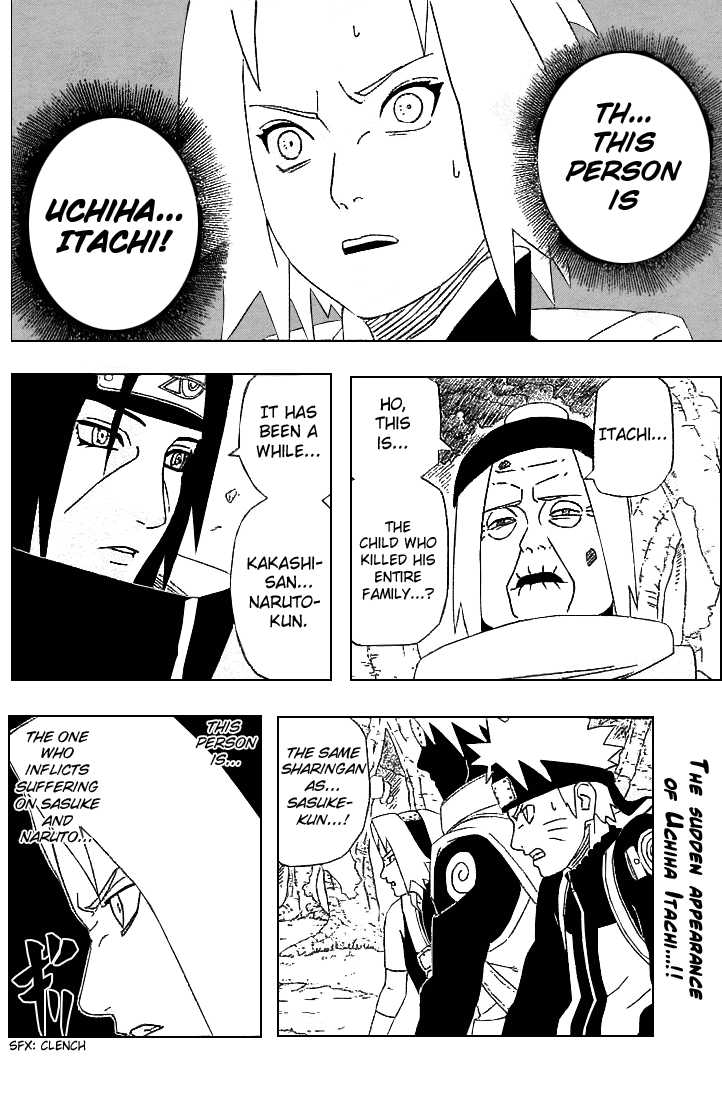 TH...
THIS
PERSON
IS
UCHIHA...
ITACHI!
ITACHI...
HO,
THIS
IS...
THE
CHILD WHO
KILLED HIS
ENTIRE
FAMILY...?
IT HAS
BEEN A
WHILE...
KAKASHI-
SAN...
NARUTO-
KUN.
THE SUDDEN APPEARANCE
OF UCHIHA ITACHI...!!
THE SAME
SHARINGAN
AS...
SASUKE-
KUN...!
THIS
PERSON
IS...
THE ONE
WHO
INFLICTS
SUFFERING
ON SASUKE
AND
NARUTO...
ギュ
SFX: CLENCH